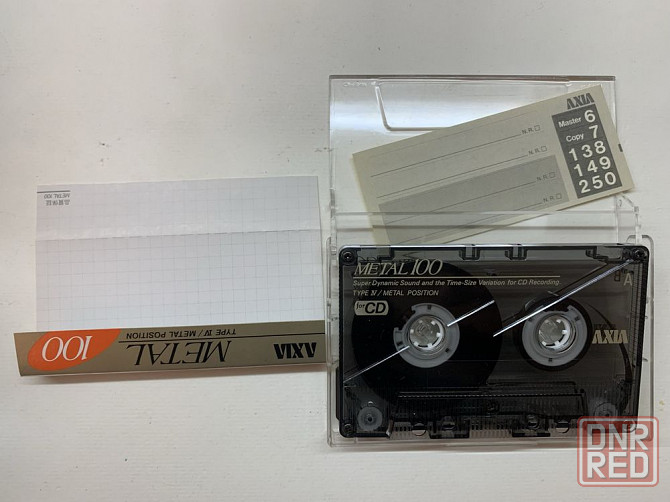 AXIA
Master
Copy
6
7
138
149
250
N.R.
N.R.
N.R.
N.R.
METAL 100
Super Dynamic Sound and the Time-Size Variation for CD Recording
TYPE IV/METAL POSITION
for CD
A
AXIA
AXIA
METAL
TYPE IV/METAL POSITION
100
DNR
RED